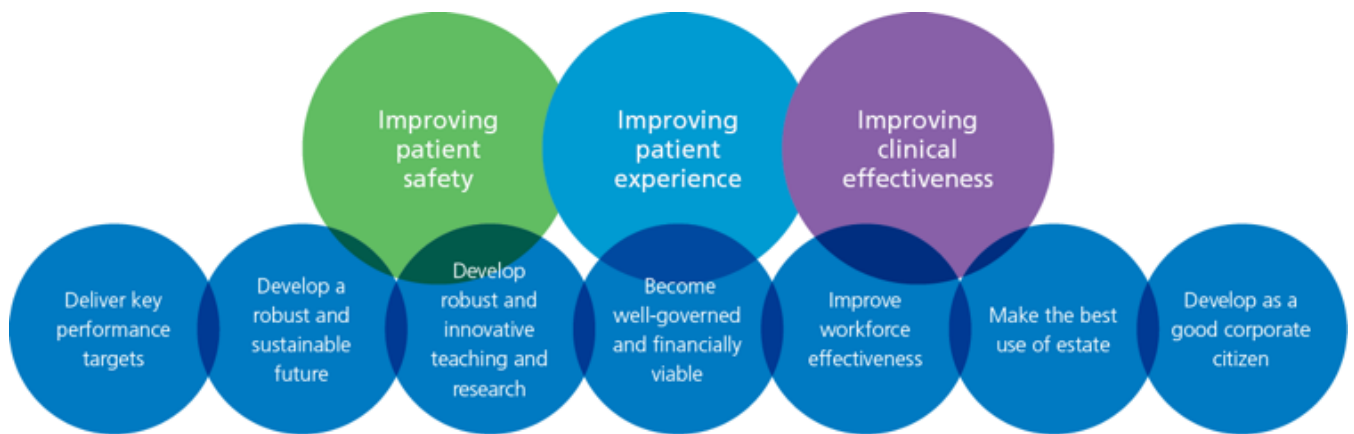 Improving
patient
safety
Improving
patient
experience
Improving
clinical
effectiveness
Deliver key
performance
targets
Develop a
robust and
sustainable
future
Develop
robust and
innovative
teaching and
research
Become
well-governed
and financially
viable
Improve
workforce
effectiveness
Make the best
use of estate
Develop as a
good corporate
citizen